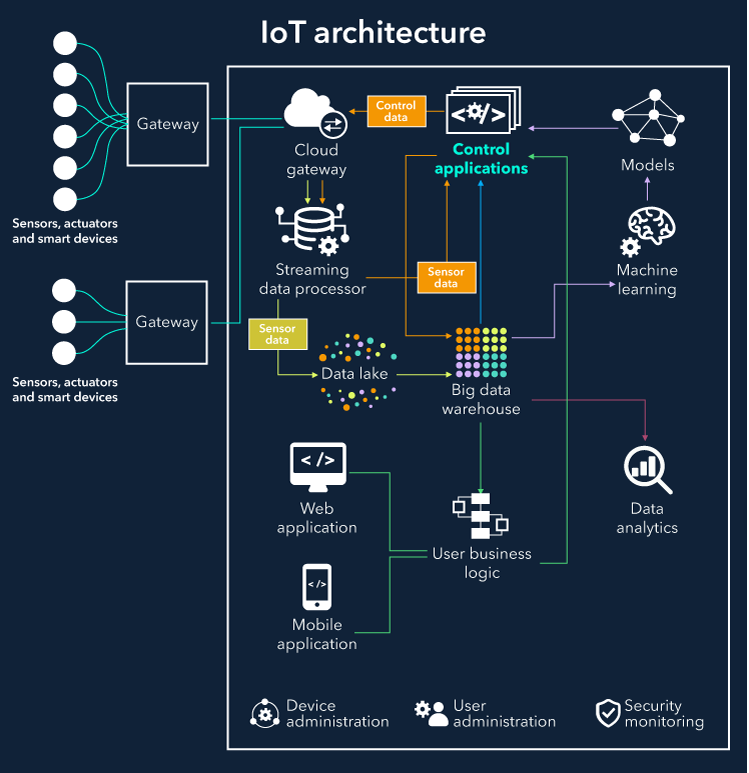 IoT architecture
Gateway
Sensors, actuators
and smart devices
Gateway
Sensors, actuators
and smart devices
Cloud
gateway
Control
data
</>
Control
applications
Models
Streaming
data processor
Sensor
data
Machine
learning
Sensor
data
Data lake
Big data
warehouse
</>
Web
application
User business
logic
Data
analytics
</>
Mobile
application
Device
administration
User
administration
Security
monitoring